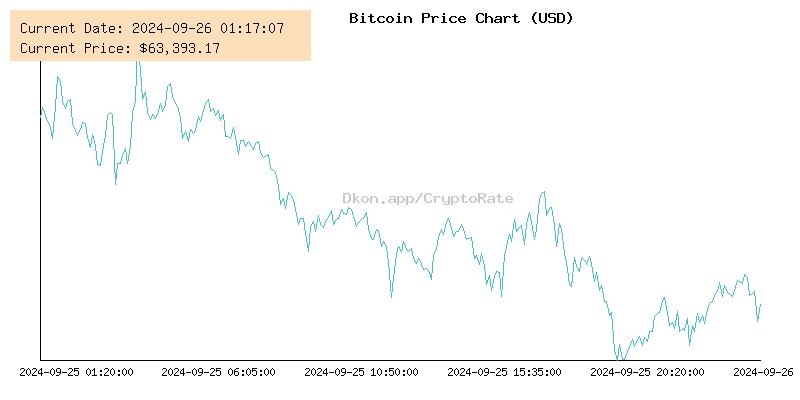 Bitcoin Price Chart (USD)
Current Date: 2024-09-26 01:17:07
Current Price: $63,393.17
Dkon.app/CryptoRate
2024-09-25 01:20:00 2024-09-25 06:05:00 2024-09-25 10:50:00 2024-09-25 15:35:00 2024-09-25 20:20:00 2024-09-26